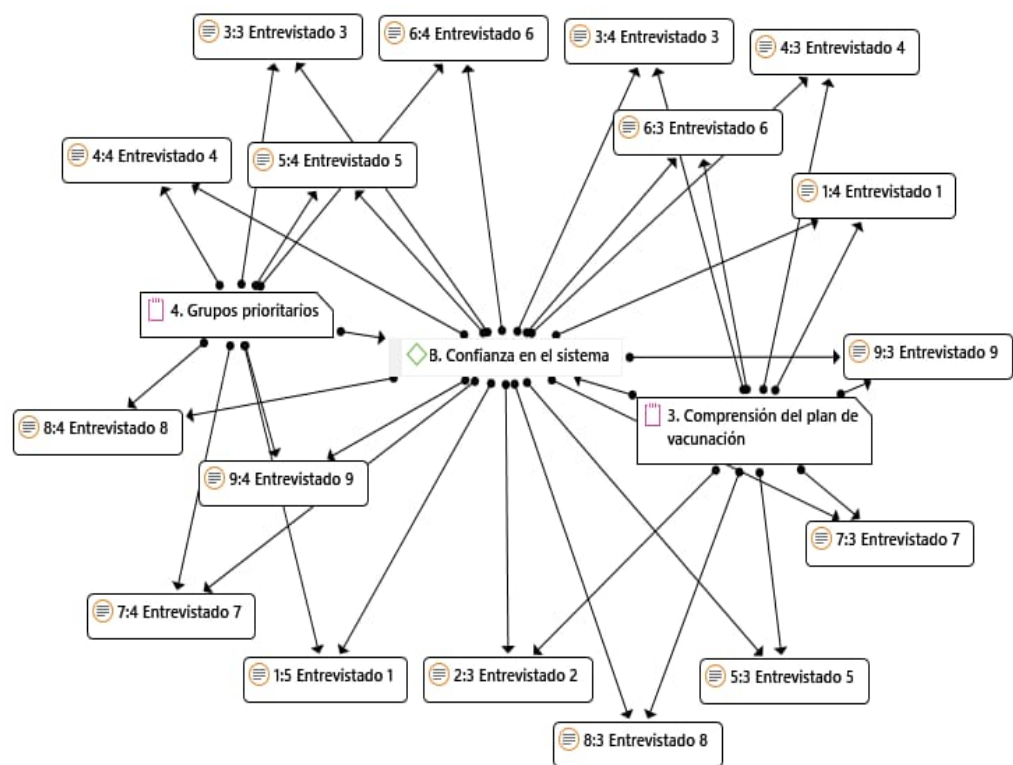 3:3 Entrevistado 3
6:4 Entrevistado 6
3:4 Entrevistado 3
4:3 Entrevistado 4
6:3 Entrevistado 6
4:4 Entrevistado 4
5:4 Entrevistado 5
1:4 Entrevistado 1
4. Grupos prioritarios
B. Confianza en el sistema
9:3 Entrevistado 9
3. Comprensión del plan de
vacunación
8:4 Entrevistado 8
9:4 Entrevistado 9
7:3 Entrevistado 7
7:4 Entrevistado 7
1:5 Entrevistado 1
2:3 Entrevistado 2
5:3 Entrevistado 5
8:3 Entrevistado 8